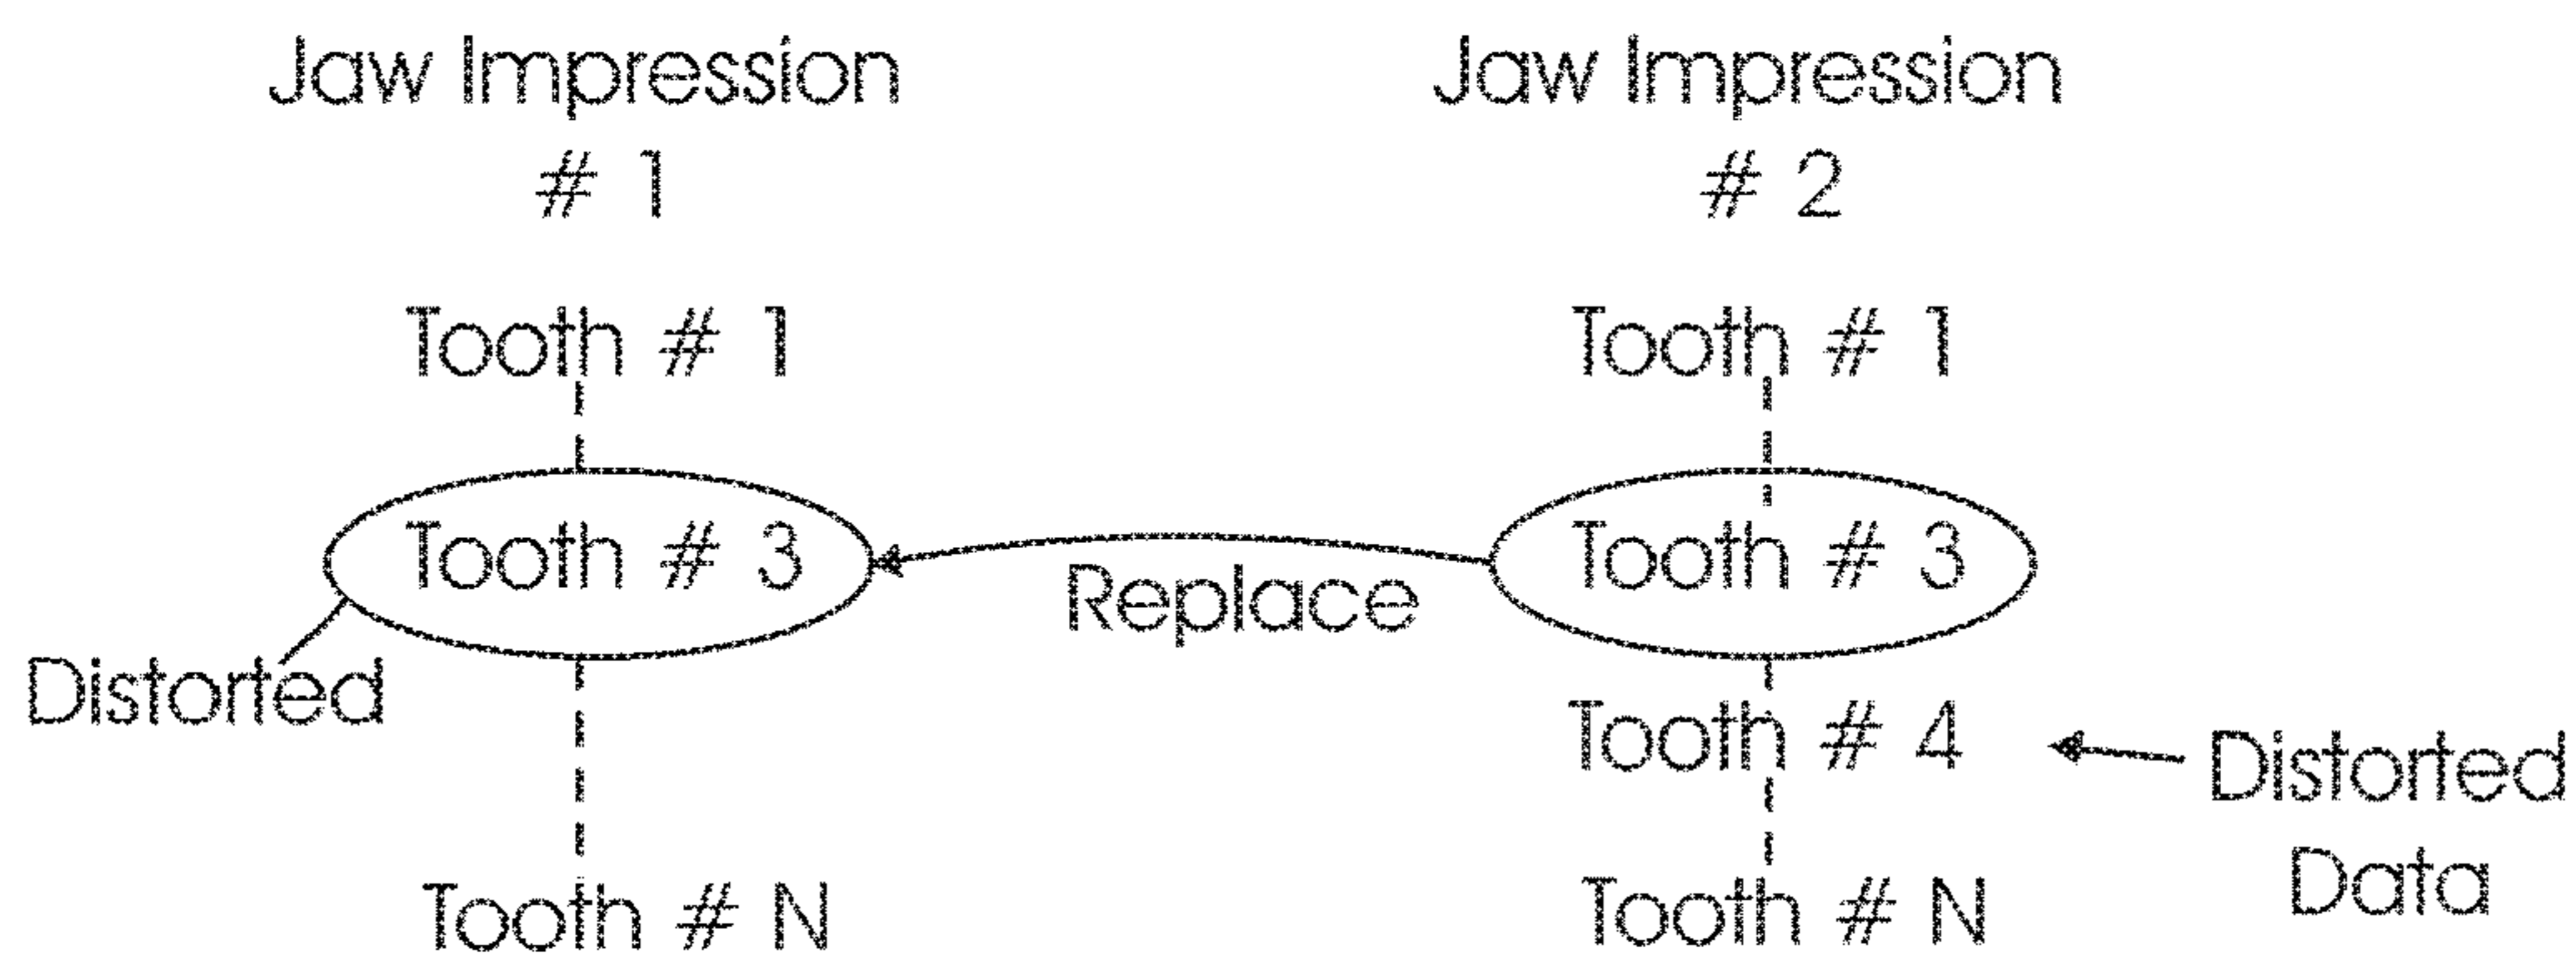 Jaw Impression
# 1
Tooth # 1
Tooth # 3
Distorted
Tooth # N
Replace
Jaw Impression
# 2
Tooth # 1
Tooth # 3
Tooth # 4
Tooth # N
Distorted
Data